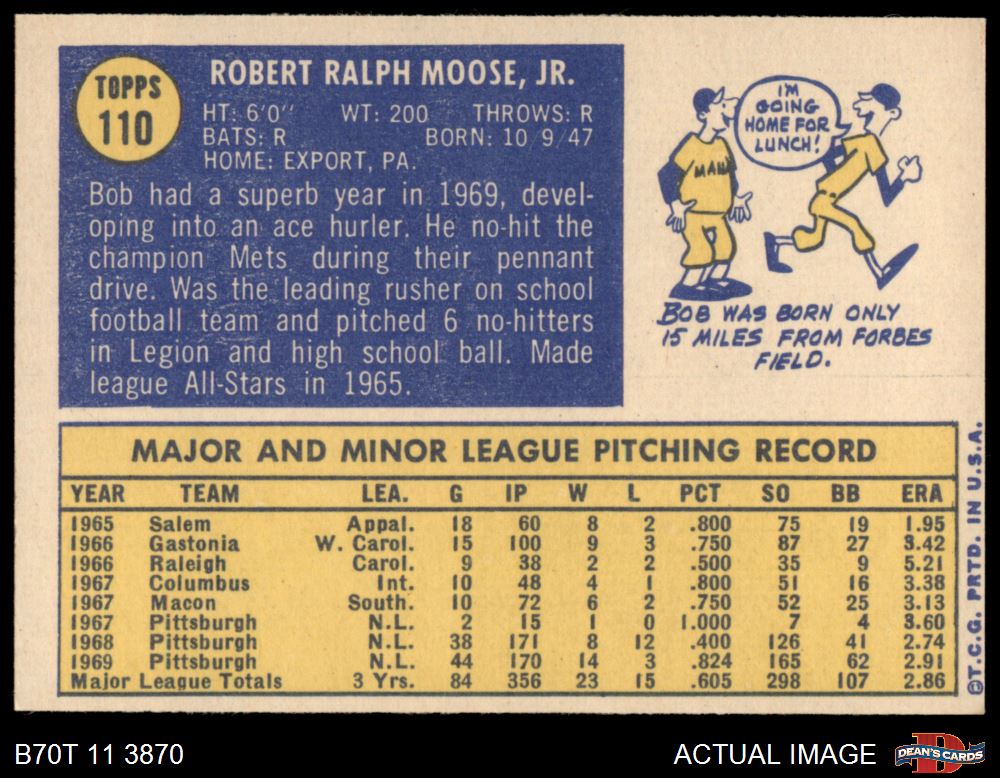 TOPPS
110
ROBERT RALPH MOOSE, JR.
HT: 6'0" WT: 200 THROWS: R
BATS: R BORN: 10 9/47
HOME: EXPORT, PA.
Bob had a superb year in 1969, devel-
oping into an ace hurler. He no-hit the
champion Mets during their pennant
drive. Was the leading rusher on school
football team and pitched 6 no-hitters
in Legion and high school ball. Made
league All-Stars in 1965.
I'M
GOING
HOME FOR
LUNCH!
BOB WAS BORN ONLY
15 MILES FROM FORBES
FIELD.
MAJOR AND MINOR LEAGUE PITCHING RECORD
YEAR TEAM LEA. G IP W L PCT SO BB ERA
1965 Salem Appal. 18 60 8 2 .800 75 19 1.95
1966 Gastonia W. Carol. 15 100 9 3 .750 87 27 3.42
1966 Raleigh Carol. 9 38 2 2 .500 35 9 5.21
1967 Columbus Int. 10 48 4 1 .800 51 16 3.38
1967 Macon South. 10 72 6 2 .750 52 25 3.13
1967 Pittsburgh N.L. 2 15 1 0 1.000 7 4 3.60
1968 Pittsburgh N.L. 38 171 8 12 .400 126 41 2.74
1969 Pittsburgh N.L. 44 170 14 3 .824 165 62 2.91
Major League Totals 3 Yrs. 84 356 23 15 .605 298 107 2.86
©T.C.G. PRTD. IN U.S.A.
B70T 11 3870
ACTUAL IMAGE
DEAN'S CARDS